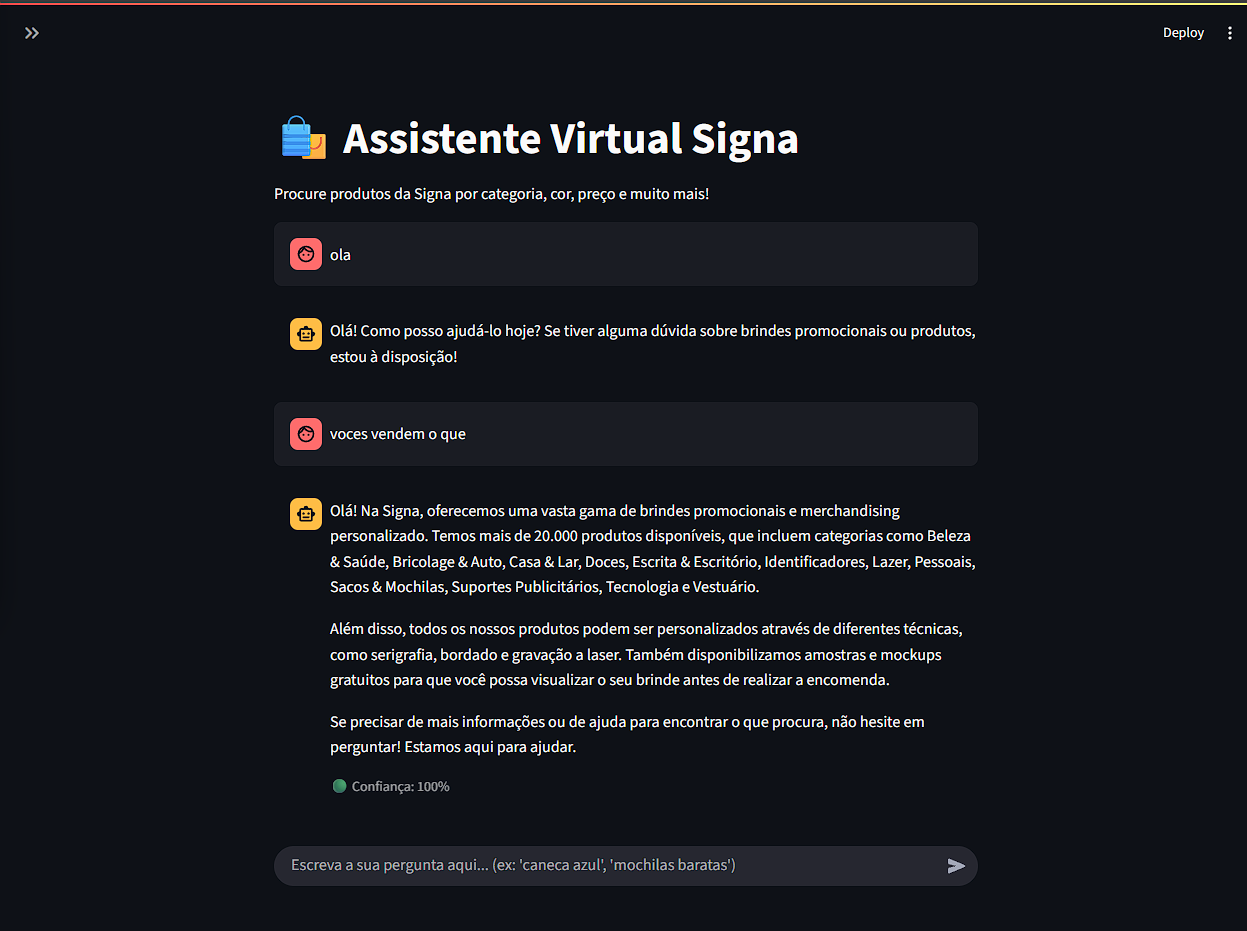 Deploy
Assistente Virtual Signa
Procure produtos da Signa por categoria, cor, preço e muito mais!
ola
Olá! Como posso ajudá-lo hoje? Se tiver alguma dúvida sobre brindes promocionais ou produtos,
estou à disposição!
voces vendem o que
Olá! Na Signa, oferecemos uma vasta gama de brindes promocionais e merchandising
personalizado. Temos mais de 20.000 produtos disponíveis, que incluem categorias como Beleza
& Saúde, Bricolage & Auto, Casa & Lar, Doces, Escrita & Escritório, Identificadores, Lazer, Pessoais,
Sacos & Mochilas, Suportes Publicitários, Tecnologia e Vestuário.
Além disso, todos os nossos produtos podem ser personalizados através de diferentes técnicas,
como serigrafia, bordado e gravação a laser. Também disponibilizamos amostras e mockups
gratuitos para que você possa visualizar o seu brinde antes de realizar a encomenda.
Se precisar de mais informações ou de ajuda para encontrar o que procura, não hesite em
perguntar! Estamos aqui para ajudar.
Confiança: 100%
Escreva a sua pergunta aqui... (ex: 'caneca azul', 'mochilas baratas')